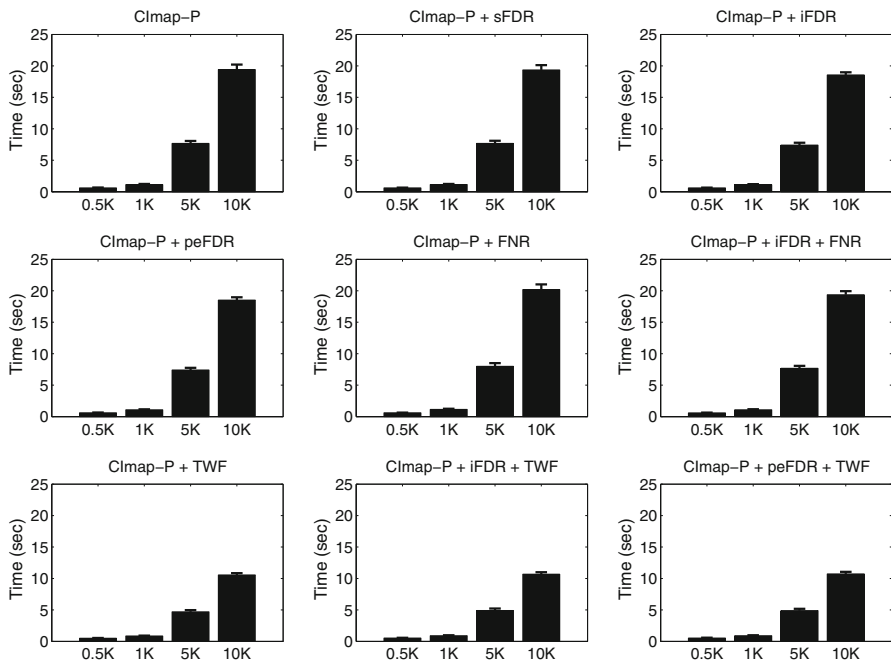 CImap-P
CImap-P + sFDR
CImap-P + iFDR
25
20
15
10
5
0
Time (sec)
0.5K 1K 5K 10K
25
20
15
10
5
0
Time (sec)
0.5K 1K 5K 10K
25
20
15
10
5
0
Time (sec)
0.5K 1K 5K 10K
CImap-P + peFDR
CImap-P + FNR
CImap-P + iFDR + FNR
25
20
15
10
5
0
Time (sec)
0.5K 1K 5K 10K
25
20
15
10
5
0
Time (sec)
0.5K 1K 5K 10K
25
20
15
10
5
0
Time (sec)
0.5K 1K 5K 10K
CImap-P + TWF
CImap-P + iFDR + TWF
CImap-P + peFDR + TWF
25
20
15
10
5
0
Time (sec)
0.5K 1K 5K 10K
25
20
15
10
5
0
Time (sec)
0.5K 1K 5K 10K
25
20
15
10
5
0
Time (sec)
0.5K 1K 5K 10K